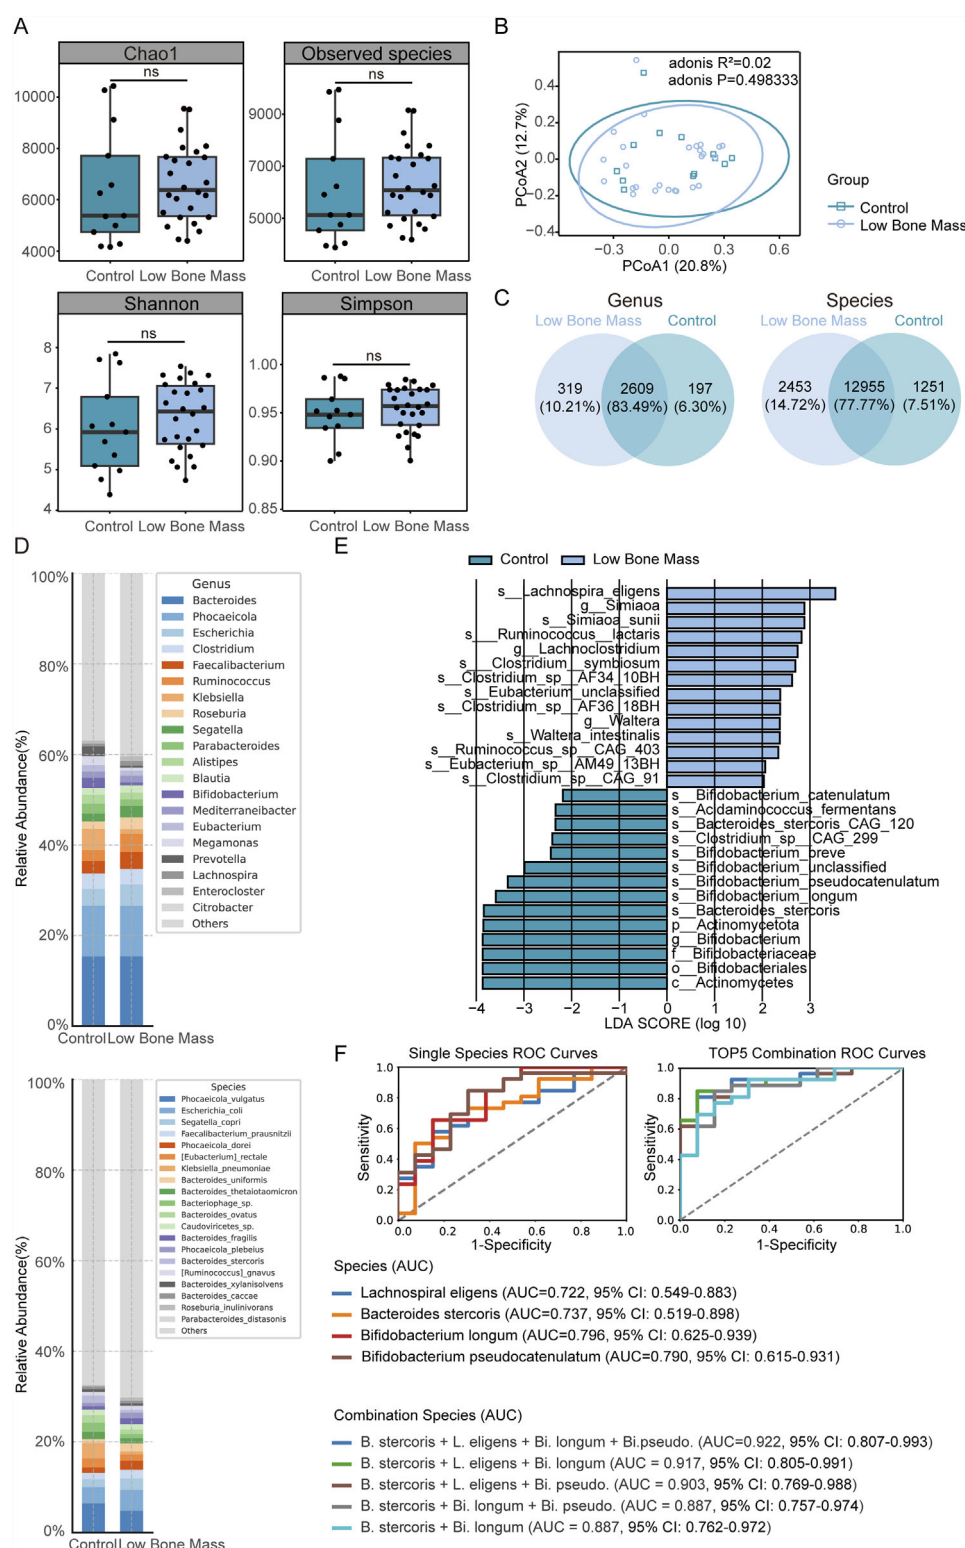 A
Chao1
ns
10000
8000
6000
4000
Control Low Bone Mass
Observed species
ns
9000
7000
5000
Control Low Bone Mass
Shannon
ns
8
7
6
5
4
Control Low Bone Mass
Simpson
ns
1.00
0.95
0.90
0.85
Control Low Bone Mass
B
adonis R²=0.02
adonis P=0.498333
PCoA2 (12.7%)
0.4
0.2
0.0
−0.2
−0.4
−0.3 0.0 0.3 0.6
PCoA1 (20.8%)
Group
Control
Low Bone Mass
C
Genus
Low Bone Mass Control
319 2609 197
(10.21%) (83.49%) (6.30%)
Species
Low Bone Mass Control
2453 12955 1251
(14.72%) (77.77%) (7.51%)
D
Relative Abundance(%)
100%
80%
60%
40%
20%
0%
Control Low Bone Mass
Genus
Bacteroides
Phocaeicola
Escherichia
Clostridium
Faecalibacterium
Ruminococcus
Klebsiella
Roseburia
Segatella
Parabacteroides
Alistipes
Blautia
Bifidobacterium
Mediterraneibacter
Eubacterium
Megamonas
Prevotella
Lachnospira
Enterocloster
Citrobacter
Others
Relative Abundance(%)
100%
80%
60%
40%
20%
0%
Control Low Bone Mass
Species
Phocaeicola_vulgatus
Escherichia_coli
Segatella_copri
Faecalibacterium_prausnitzii
Phocaeicola_dorei
[Eubacterium]_rectale
Klebsiella_pneumoniae
Bacteroides_uniformis
Bacteroides_thetaiotaomicron
Bacteriophage_sp.
Bacteroides_ovatus
Caudoviricetes_sp.
Bacteroides_fragilis
Phocaeicola_plebeius
Bacteroides_stercoris
[Ruminococcus]_gnavus
Bacteroides_xylanisolvens
Bacteroides_caccae
Roseburia_inulinivorans
Parabacteroides_distasonis
Others
E
Control Low Bone Mass
s__Lachnospira_eligens
g__Simiaoa
s__Simiaoa_sunii
s___Ruminococcus__lactaris
g__Lachnoclostridium
s___Clostridium__symbiosum
s__Clostridium_sp__AF34_10BH
s__Eubacterium_unclassified
s__Clostridium_sp__AF36_18BH
g__Waltera
s__Waltera_intestinalis
s__Ruminococcus_sp__CAG_403
s__Eubacterium_sp__AM49_13BH
s__Clostridium_sp__CAG_91
s__Bifidobacterium_catenulatum
s__Acidaminococcus_fermentans
s__Bacteroides_stercoris_CAG_120
s__Clostridium_sp__CAG_299
s__Bifidobacterium_breve
s__Bifidobacterium_unclassified
s__Bifidobacterium_pseudocatenulatum
s__Bifidobacterium_longum
s__Bacteroides_stercoris
p__Actinomycetota
g__Bifidobacterium
f__Bifidobacteriaceae
o__Bifidobacteriales
c__Actinomycetes
−4 −3 −2 −1 0 1 2 3
LDA SCORE (log 10)
F
Single Species ROC Curves
Sensitivity
1.0
0.8
0.6
0.4
0.2
0.0
0.0 0.2 0.4 0.6 0.8 1.0
1-Specificity
TOP5 Combination ROC Curves
Sensitivity
1.0
0.8
0.6
0.4
0.2
0.0
0.0 0.2 0.4 0.6 0.8 1.0
1-Specificity
Species (AUC)
Lachnospiral eligens (AUC=0.722, 95% CI: 0.549-0.883)
Bacteroides stercoris (AUC=0.737, 95% CI: 0.519-0.898)
Bifidobacterium longum (AUC=0.796, 95% CI: 0.625-0.939)
Bifidobacterium pseudocatenulatum (AUC=0.790, 95% CI: 0.615-0.931)
Combination Species (AUC)
B. stercoris + L. eligens + Bi. longum + Bi.pseudo. (AUC=0.922, 95% CI: 0.807-0.993)
B. stercoris + L. eligens + Bi. longum (AUC = 0.917, 95% CI: 0.805-0.991)
B. stercoris + L. eligens + Bi. pseudo. (AUC = 0.903, 95% CI: 0.769-0.988)
B. stercoris + Bi. longum + Bi. pseudo. (AUC = 0.887, 95% CI: 0.757-0.974)
B. stercoris + Bi. longum (AUC = 0.887, 95% CI: 0.762-0.972)